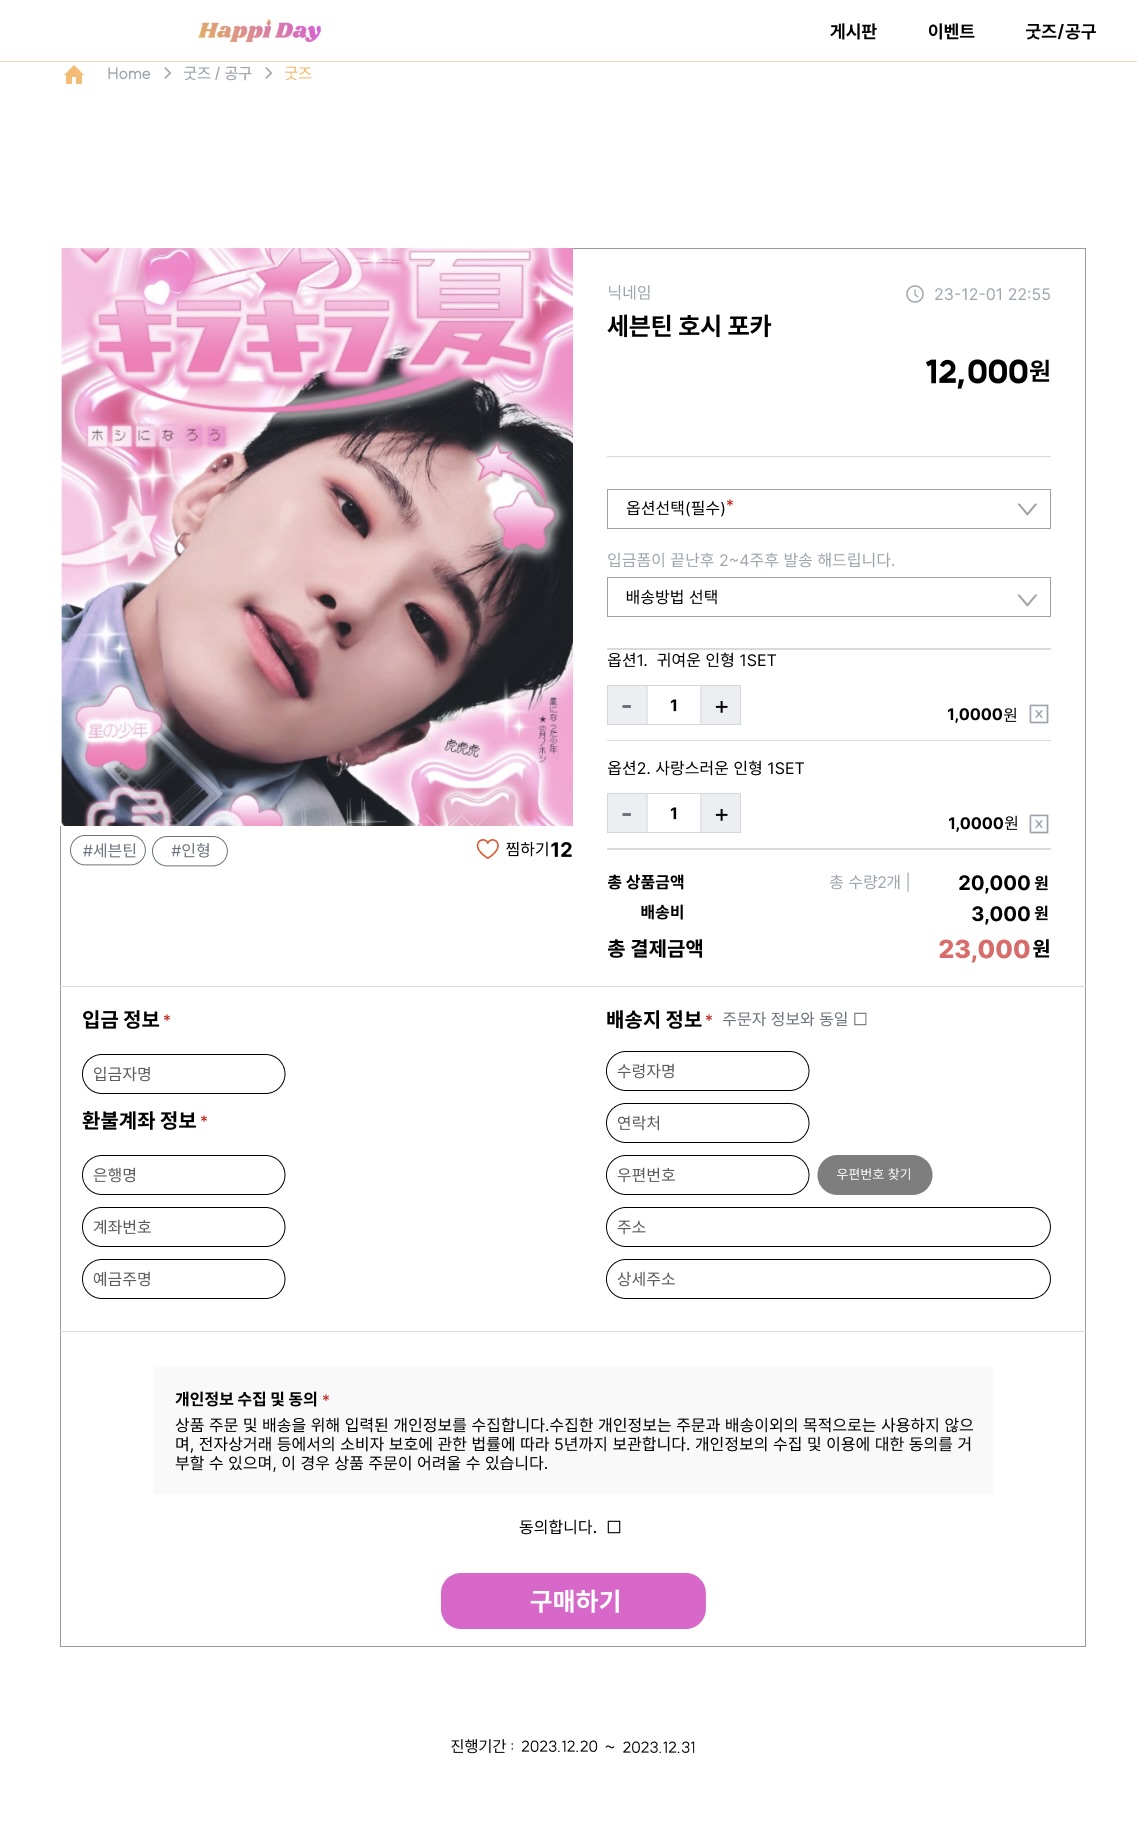 Happi Day
게시판 이벤트 굿즈/공구
Home > 굿즈 / 공구 > 굿즈
キラキラ夏
ホシになろう
星の少年
虎虎虎
星になった少年
★6月ノホシ
#세븐틴 #인형
찜하기12
닉네임
23-12-01 22:55
세븐틴 호시 포카
12,000원
옵션선택(필수)*
입금폼이 끝난후 2~4주후 발송 해드립니다.
배송방법 선택
옵션1. 귀여운 인형 1SET
- 1 +
1,0000원 x
옵션2. 사랑스러운 인형 1SET
- 1 +
1,0000원 x
총 상품금액 총 수량2개 | 20,000 원
배송비 3,000 원
총 결제금액 23,000원
입금 정보 *
입금자명
환불계좌 정보 *
은행명
계좌번호
예금주명
배송지 정보 * 주문자 정보와 동일 ☐
수령자명
연락처
우편번호 우편번호 찾기
주소
상세주소
개인정보 수집 및 동의 *
상품 주문 및 배송을 위해 입력된 개인정보를 수집합니다.수집한 개인정보는 주문과 배송이외의 목적으로는 사용하지 않으
며, 전자상거래 등에서의 소비자 보호에 관한 법률에 따라 5년까지 보관합니다. 개인정보의 수집 및 이용에 대한 동의를 거
부할 수 있으며, 이 경우 상품 주문이 어려울 수 있습니다.
동의합니다. ☐
구매하기
진행기간 : 2023.12.20 ~ 2023.12.31